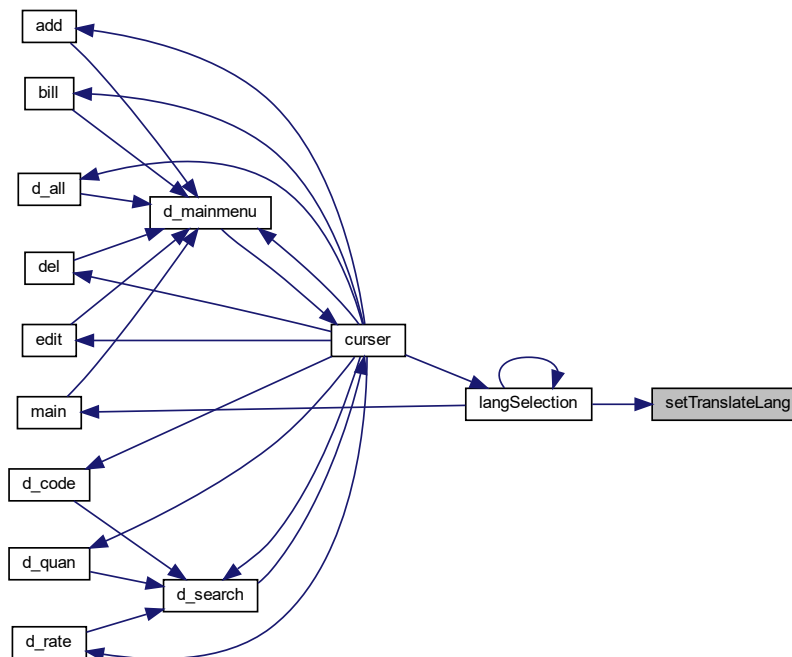 add
bill
d_all
d_mainmenu
del
edit
curser
main
langSelection
setTranslateLang
d_code
d_quan
d_search
d_rate